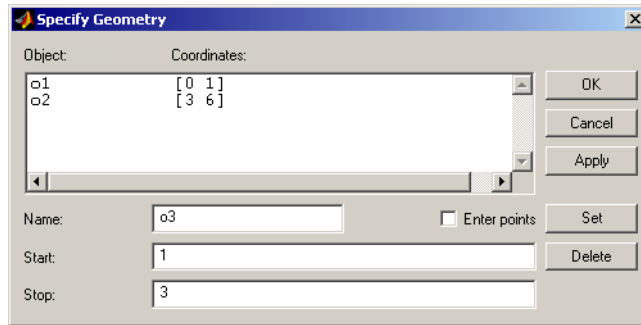 Specify Geometry
Object: Coordinates:
o1 [0 1]
o2 [3 6]
OK
Cancel
Apply
Name: o3 Enter points Set
Start: 1 Delete
Stop: 3